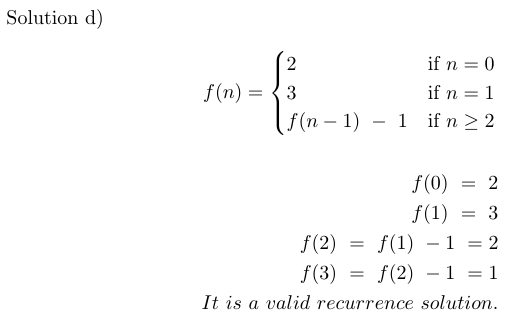 Solution d)
f(n) = { 2 if n = 0
3 if n = 1
f(n − 1) − 1 if n ≥ 2
f(0) = 2
f(1) = 3
f(2) = f(1) − 1 = 2
f(3) = f(2) − 1 = 1
It is a valid recurrence solution.